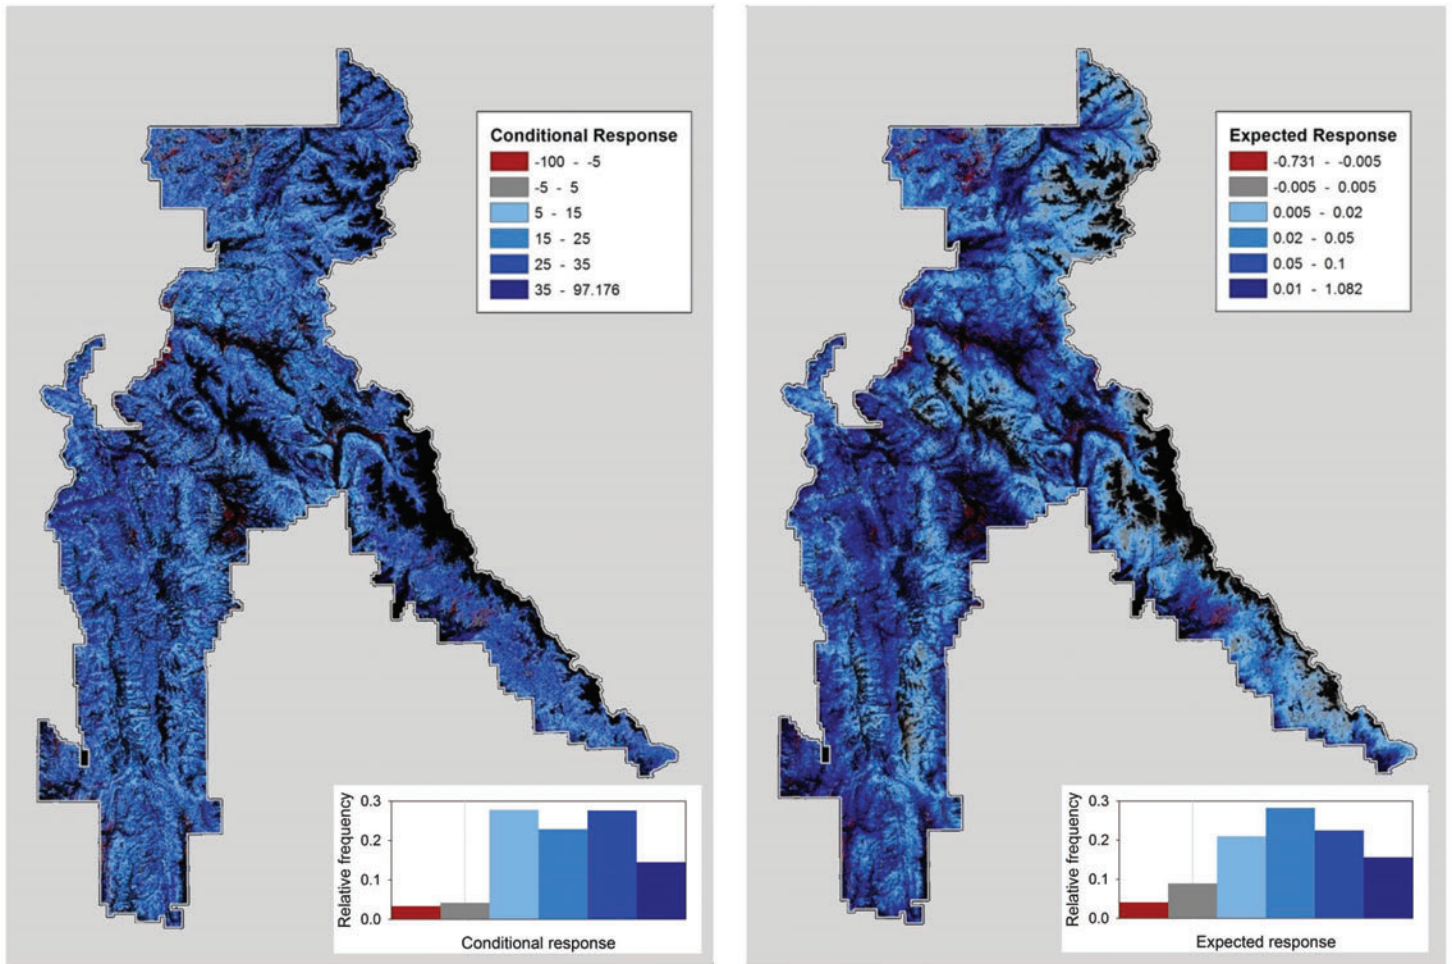 Conditional Response
-100 - -5
-5 - 5
5 - 15
15 - 25
25 - 35
35 - 97.176
Relative frequency
0.3
0.2
0.1
0.0
Conditional response
Expected Response
-0.731 - -0.005
-0.005 - 0.005
0.005 - 0.02
0.02 - 0.05
0.05 - 0.1
0.01 - 1.082
Relative frequency
0.3
0.2
0.1
0.0
Expected response